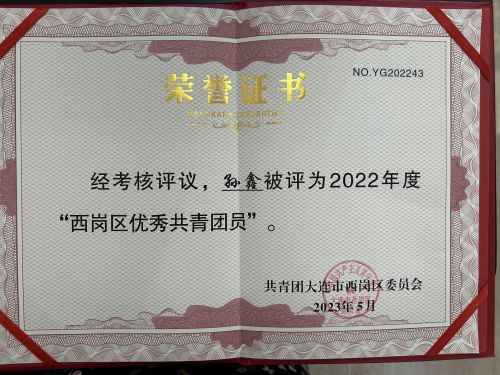 NO.YG202243
荣誉证书
HONORARY CREDENTIAL
经考核评议，孙鑫被评为2022年度
“西岗区优秀共青团员”。
共青团大连市西岗区委员会
2023年5月